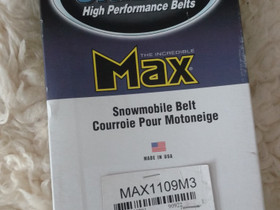 High Performance Belts
THE INCREDIBLE
Max
Snowmobile Belt
Courroie Pour Motoneige
MADE IN USA
MAX1109M3